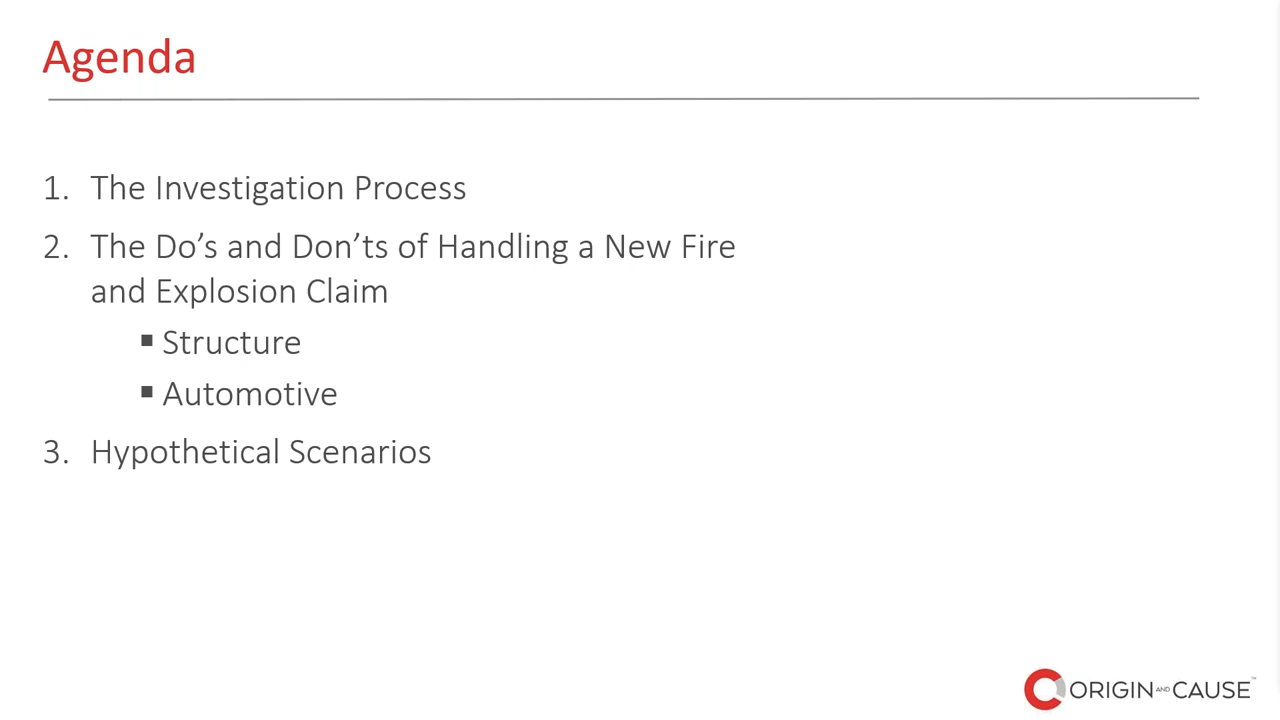 Agenda
1. The Investigation Process
2. The Do’s and Don’ts of Handling a New Fire
and Explosion Claim
▪ Structure
▪ Automotive
3. Hypothetical Scenarios
ORIGIN AND CAUSE™